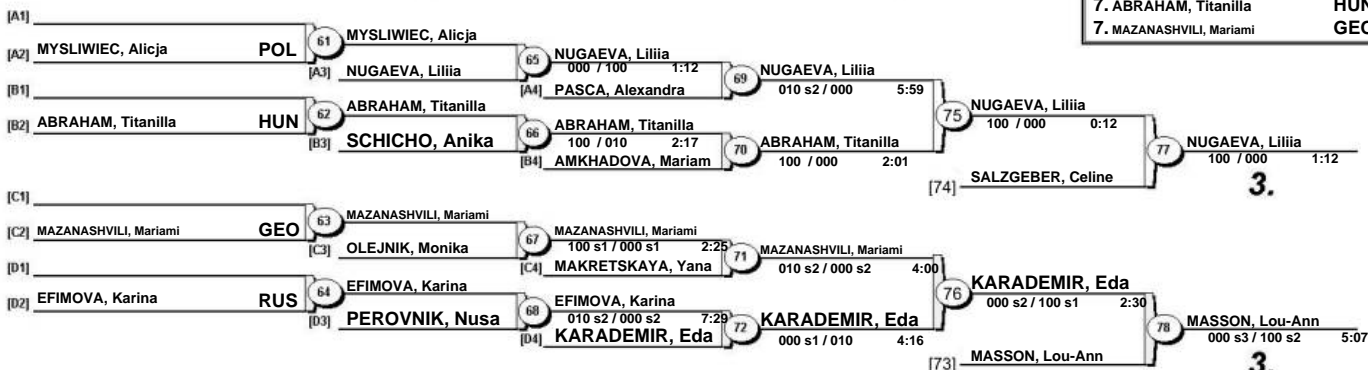 7. ABRAHAM, Titanilla HUN
7. MAZANASHVILI, Mariami GEO
[A1]
[A2] MYSLIWIEC, Alicja POL
61 MYSLIWIEC, Alicja
[A3] NUGAEVA, Liliia
65 NUGAEVA, Liliia
000 / 100 1:12
[A4] PASCA, Alexandra
69 NUGAEVA, Liliia
010 s2 / 000 5:59
[B1]
[B2] ABRAHAM, Titanilla HUN
62 ABRAHAM, Titanilla
[B3] SCHICHO, Anika
66 ABRAHAM, Titanilla
100 / 010 2:17
[B4] AMKHADOVA, Mariam
70 ABRAHAM, Titanilla
100 / 000 2:01
75 NUGAEVA, Liliia
100 / 000 0:12
[74] SALZGEBER, Celine
77 NUGAEVA, Liliia
100 / 000 1:12
3.
[C1]
[C2] MAZANASHVILI, Mariami GEO
63 MAZANASHVILI, Mariami
[C3] OLEJNIK, Monika
67 MAZANASHVILI, Mariami
100 s1 / 000 s1 2:25
[C4] MAKRETSKAYA, Yana
71 MAZANASHVILI, Mariami
010 s2 / 000 s2 4:00
[D1]
[D2] EFIMOVA, Karina RUS
64 EFIMOVA, Karina
[D3] PEROVNIK, Nusa
68 EFIMOVA, Karina
010 s2 / 000 s2 7:29
[D4] KARADEMIR, Eda
72 KARADEMIR, Eda
000 s1 / 010 4:16
76 KARADEMIR, Eda
000 s2 / 100 s1 2:30
[73] MASSON, Lou-Ann
78 MASSON, Lou-Ann
000 s3 / 100 s2 5:07
3.